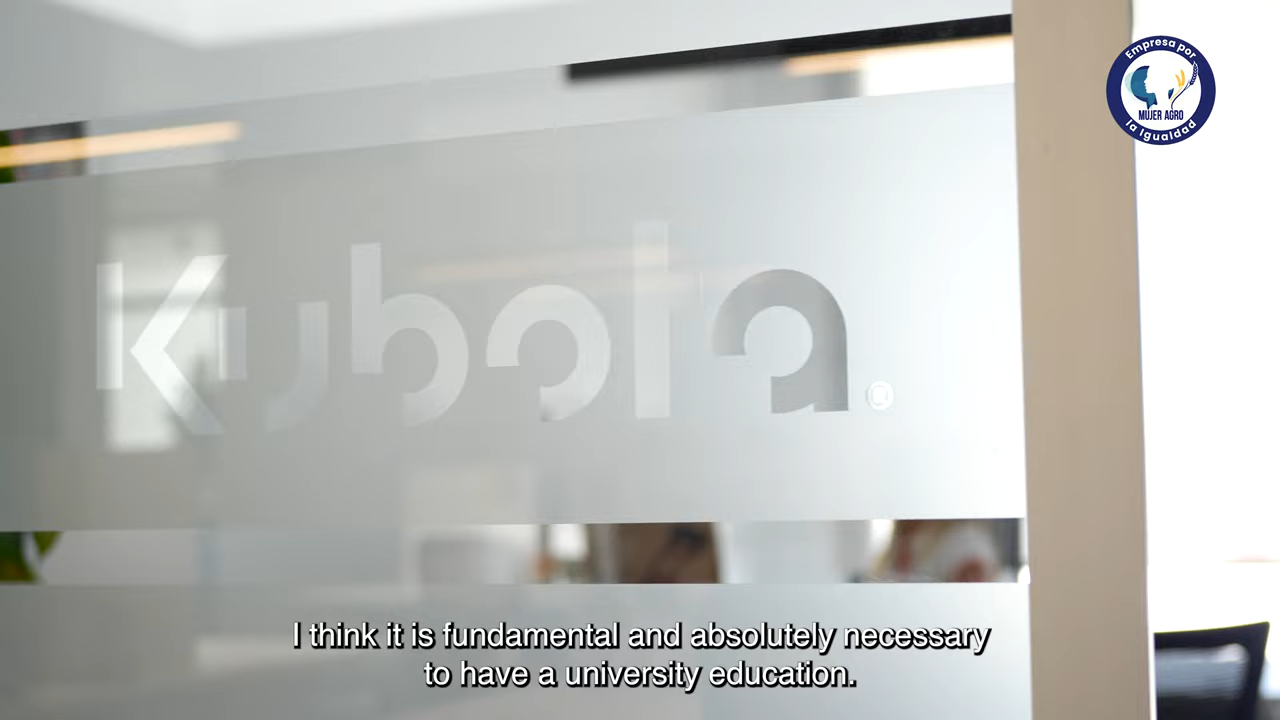 Empresa por
MUJER AGRO
la Igualdad
Kubota.
I think it is fundamental and absolutely necessary
to have a university education.